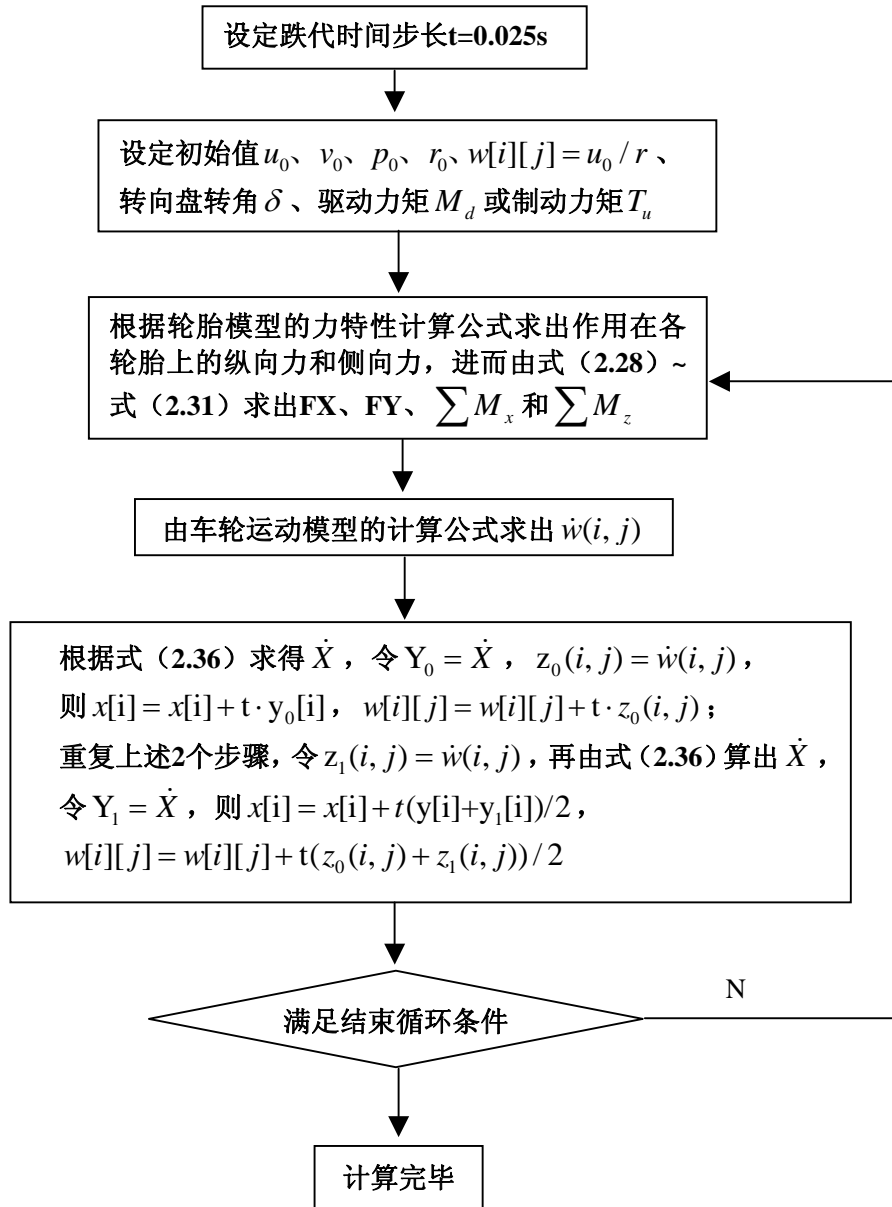 设定跌代时间步长t=0.025s
设定初始值u₀、v₀、p₀、r₀、w[i][j]=u₀/r、
转向盘转角δ、驱动力矩M_d或制动力矩T_u
根据轮胎模型的力特性计算公式求出作用在各
轮胎上的纵向力和侧向力，进而由式（2.28）~
式（2.31）求出FX、FY、∑M_x和∑M_z
由车轮运动模型的计算公式求出ẇ(i, j)
根据式（2.36）求得Ẋ，令Y₀=Ẋ，z₀(i, j)=ẇ(i, j)，
则x[i]=x[i]+t·y₀[i]，w[i][j]=w[i][j]+t·z₀(i, j)；
重复上述2个步骤，令z₁(i, j)=ẇ(i, j)，再由式（2.36）算出Ẋ，
令Y₁=Ẋ，则x[i]=x[i]+t(y[i]+y₁[i])/2，
w[i][j]=w[i][j]+t(z₀(i, j)+z₁(i, j))/2
满足结束循环条件
N
计算完毕